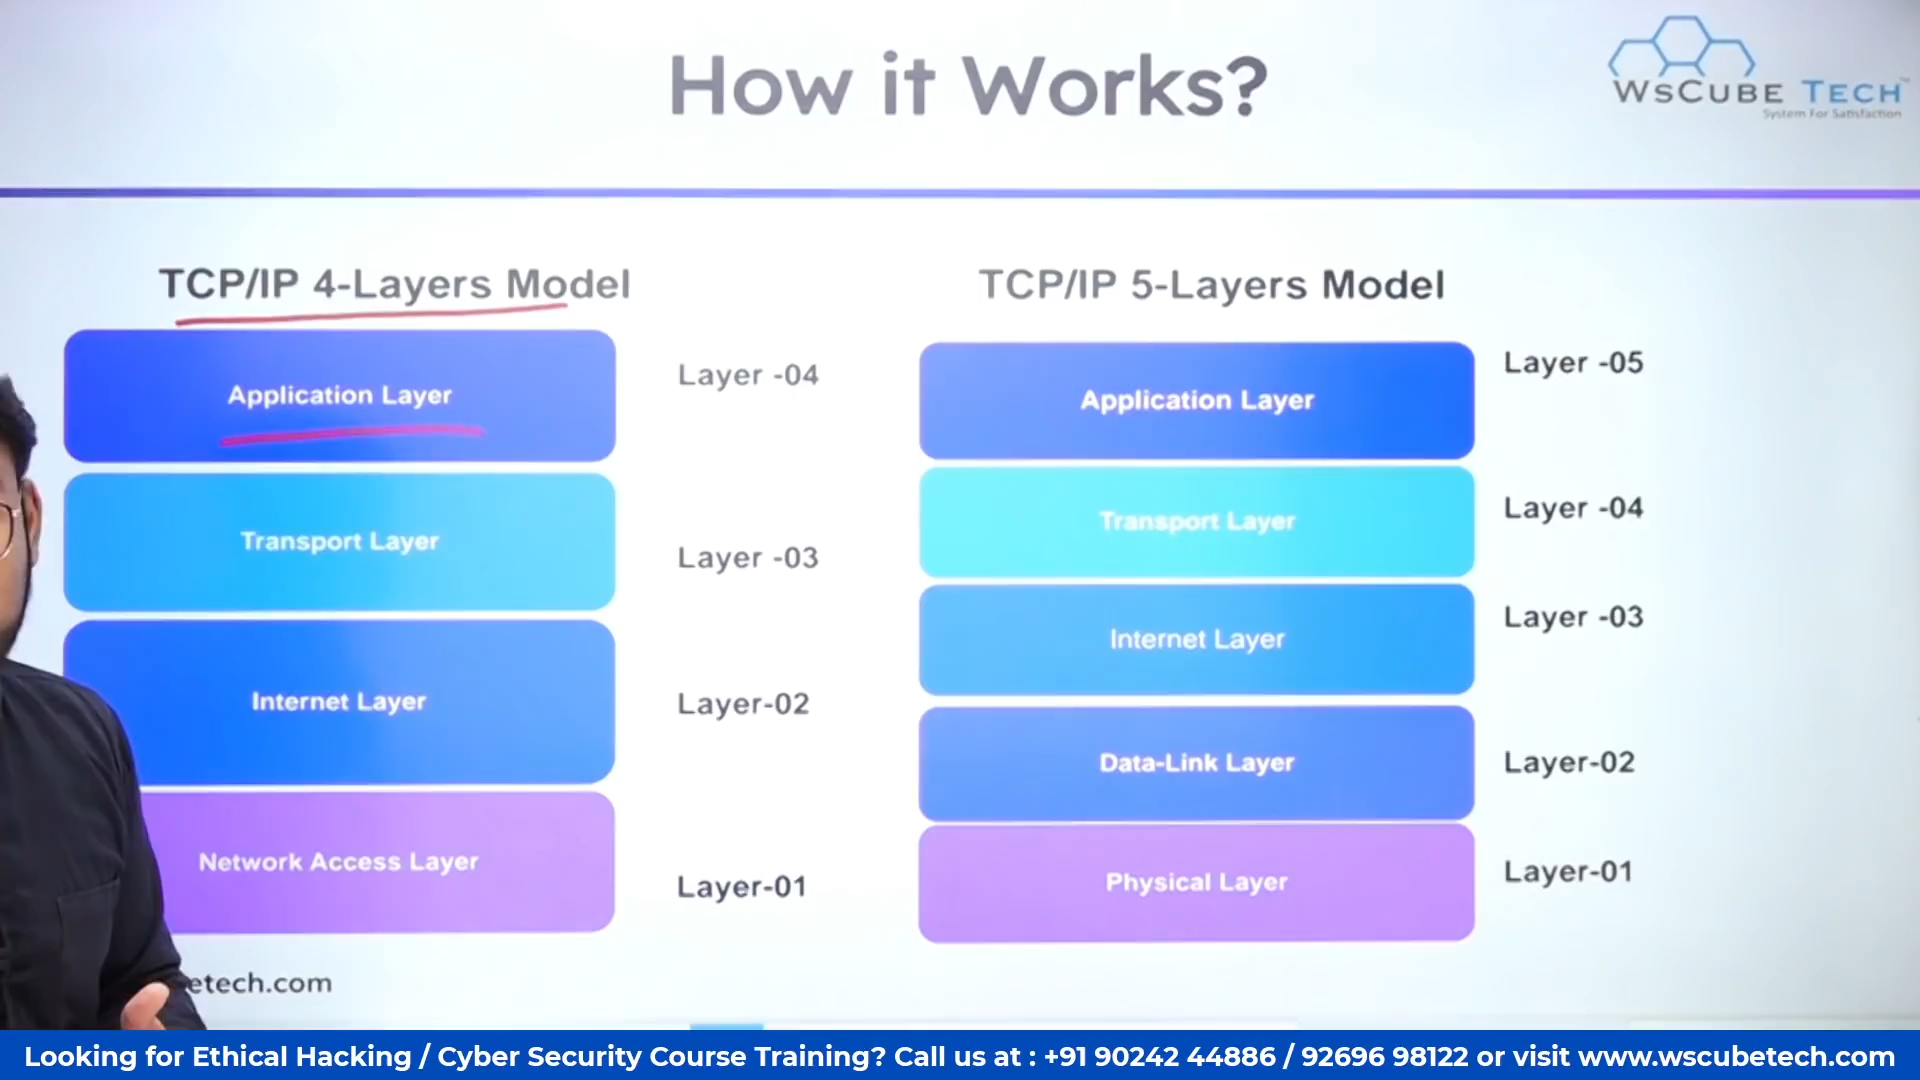 How it Works?
WsCube Tech
System For Satisfaction
TCP/IP 4-Layers Model
Application Layer
Layer -04
Transport Layer
Layer -03
Internet Layer
Layer-02
Network Access Layer
Layer-01
TCP/IP 5-Layers Model
Application Layer
Layer -05
Transport Layer
Layer -04
Internet Layer
Layer -03
Data-Link Layer
Layer-02
Physical Layer
Layer-01
etech.com
Looking for Ethical Hacking / Cyber Security Course Training? Call us at : +91 90242 44886 / 92696 98122 or visit www.wscubetech.com